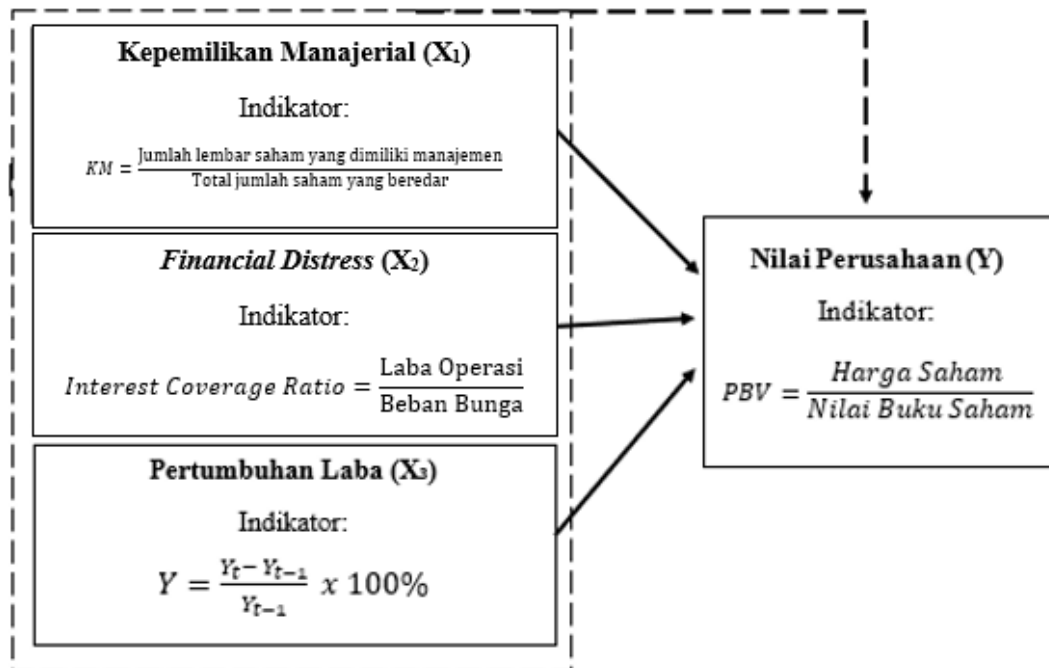 Kepemilikan Manajerial (X₁)
Indikator:
KM = Jumlah lembar saham yang dimiliki manajemen / Total jumlah saham yang beredar
Financial Distress (X₂)
Indikator:
Interest Coverage Ratio = Laba Operasi / Beban Bunga
Pertumbuhan Laba (X₃)
Indikator:
Y = Yₜ − Yₜ₋₁ / Yₜ₋₁ x 100%
Nilai Perusahaan (Y)
Indikator:
PBV = Harga Saham / Nilai Buku Saham